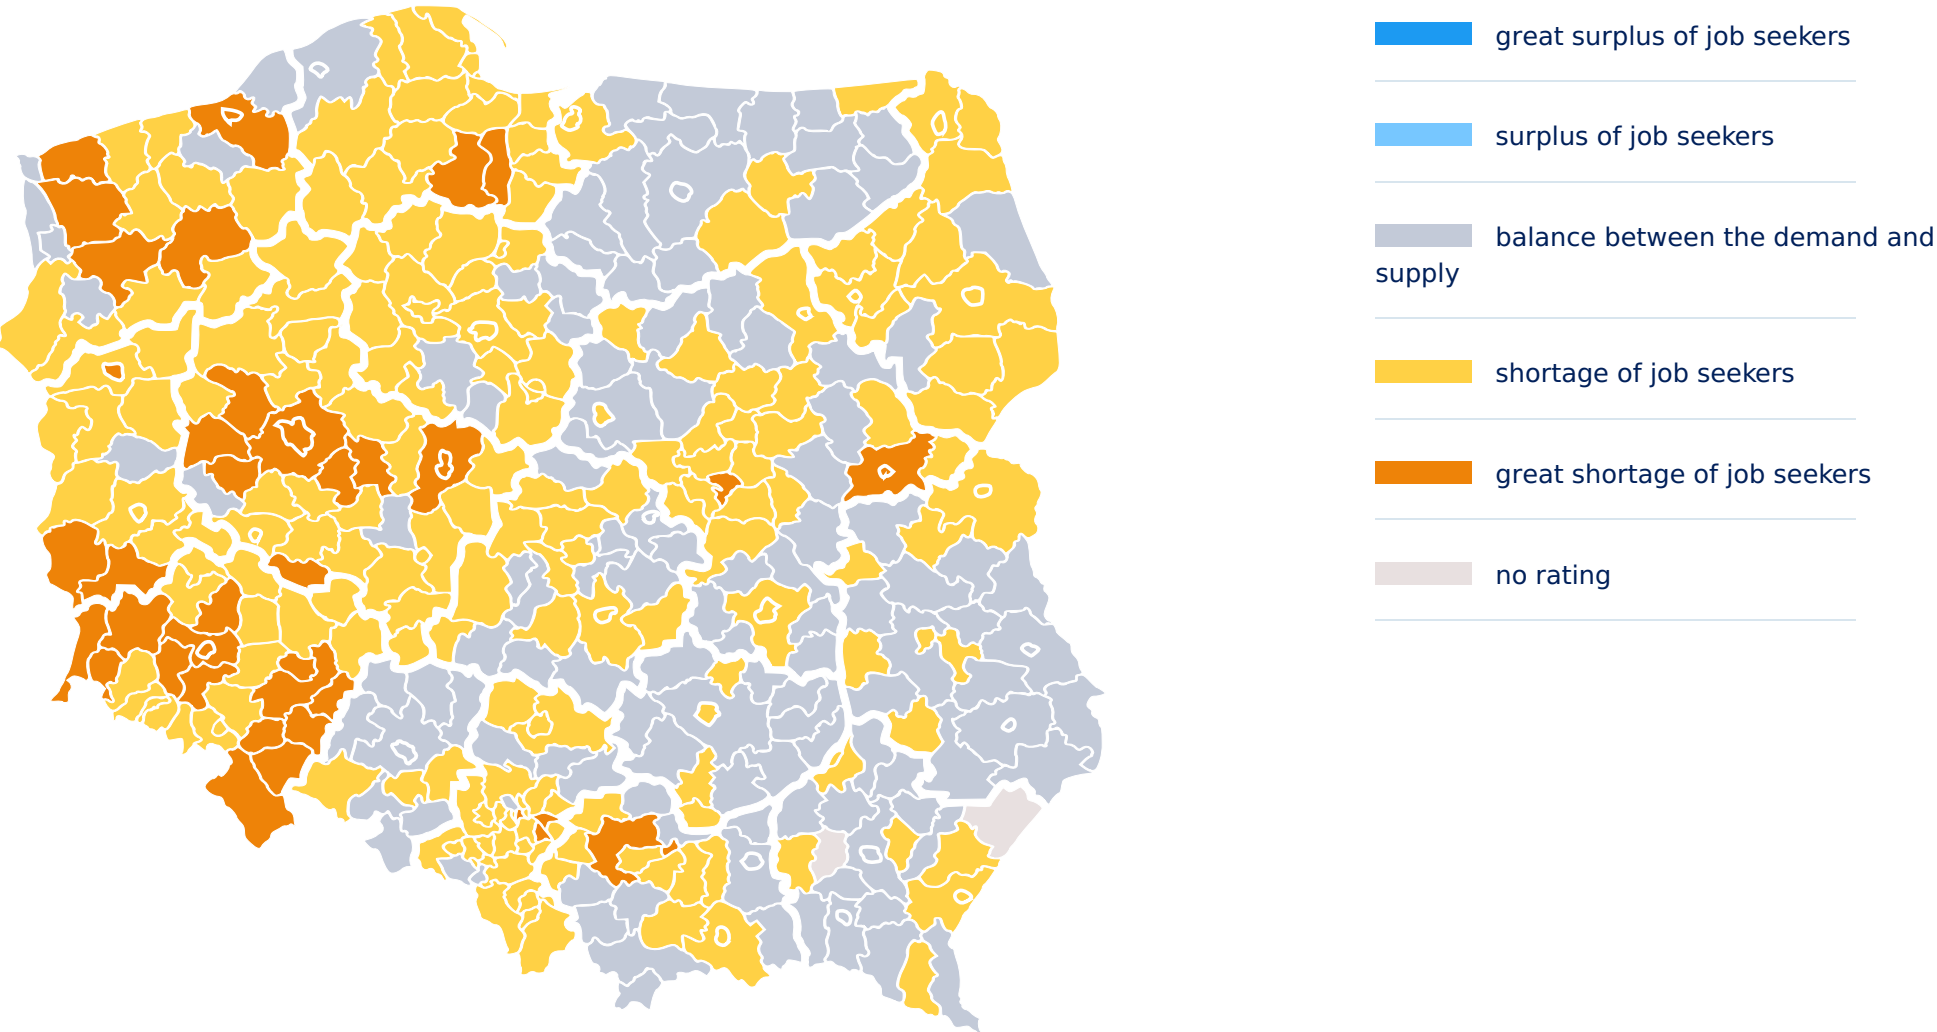 great surplus of job seekers
surplus of job seekers
balance between the demand and
supply
shortage of job seekers
great shortage of job seekers
no rating